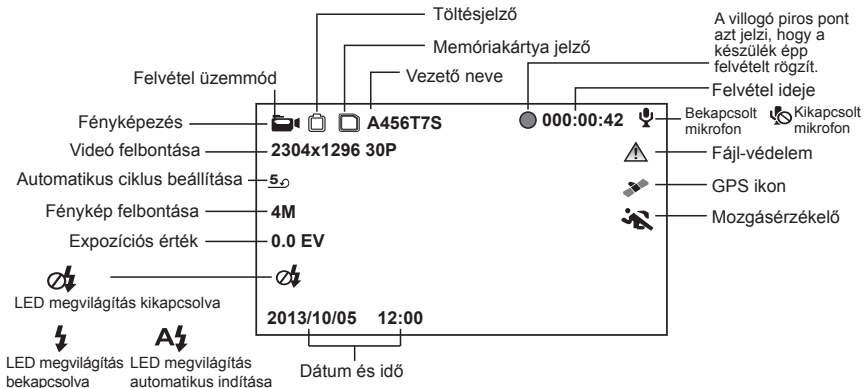 Töltésjelző
Memóriakártya jelző
Vezető neve
Felvétel üzemmód
A villogó piros pont
azt jelzi, hogy a
készülék épp
felvételt rögzít.
Felvétel ideje
Bekapcsolt
mikrofon
Kikapcsolt
mikrofon
Fényképezés
A456T7S
000:00:42
Videó felbontása
2304x1296 30P
Fájl-védelem
Automatikus ciklus beállítása
5
GPS ikon
Fénykép felbontása
4M
Mozgásérzékelő
Expozíciós érték
0.0 EV
LED megvilágítás kikapcsolva
2013/10/05 12:00
A
LED megvilágítás
bekapcsolva
LED megvilágítás
automatikus indítása
Dátum és idő